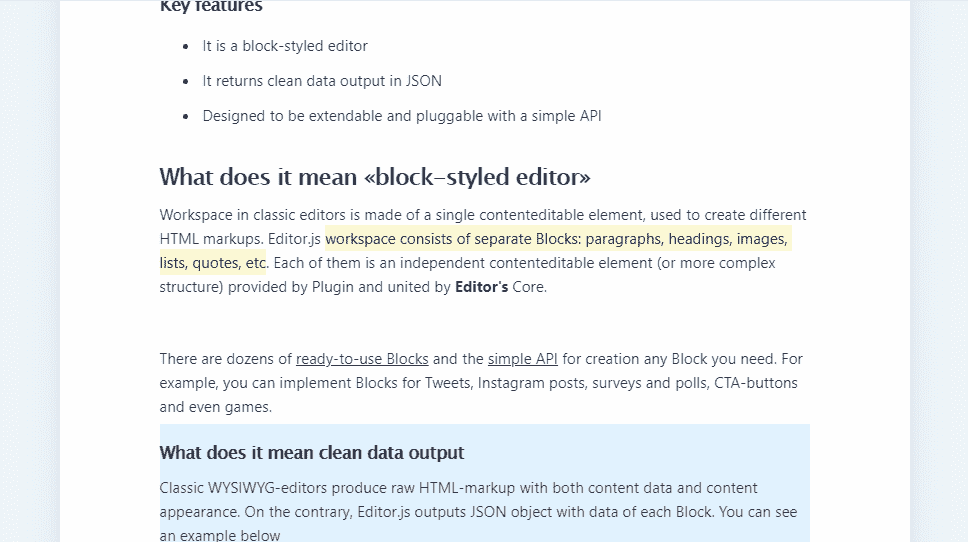 Key features
It is a block-styled editor
It returns clean data output in JSON
Designed to be extendable and pluggable with a simple API
What does it mean «block-styled editor»
Workspace in classic editors is made of a single contenteditable element, used to create different
HTML markups. Editor.js workspace consists of separate Blocks: paragraphs, headings, images,
lists, quotes, etc. Each of them is an independent contenteditable element (or more complex
structure) provided by Plugin and united by Editor's Core.
There are dozens of ready-to-use Blocks and the simple API for creation any Block you need. For
example, you can implement Blocks for Tweets, Instagram posts, surveys and polls, CTA-buttons
and even games.
What does it mean clean data output
Classic WYSIWYG-editors produce raw HTML-markup with both content data and content
appearance. On the contrary, Editor.js outputs JSON object with data of each Block. You can see
an example below